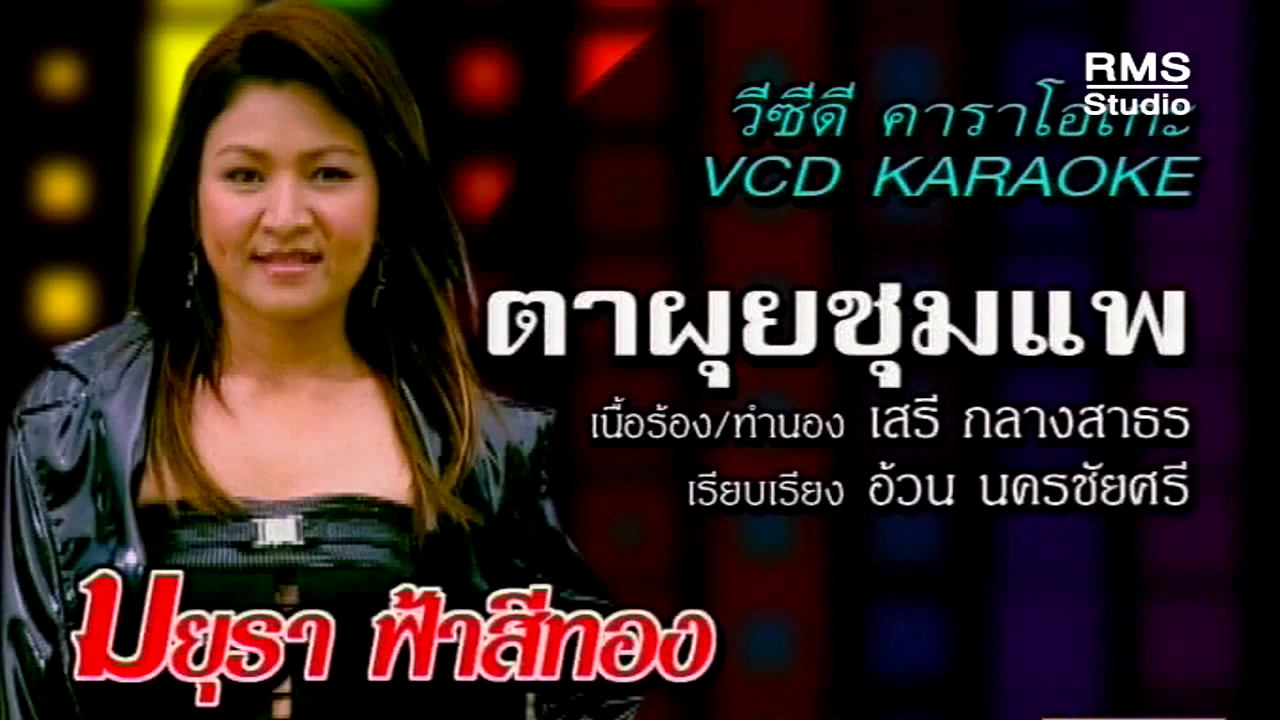 RMS
Studio
วีซีดี คาราโอเกะ
VCD KARAOKE
ตาผุยชุมแพ
เนื้อร้อง/ทำนอง เสรี กลางสาธร
เรียบเรียง อ้วน นครชัยศรี
มยุรา ฟ้าสีทอง